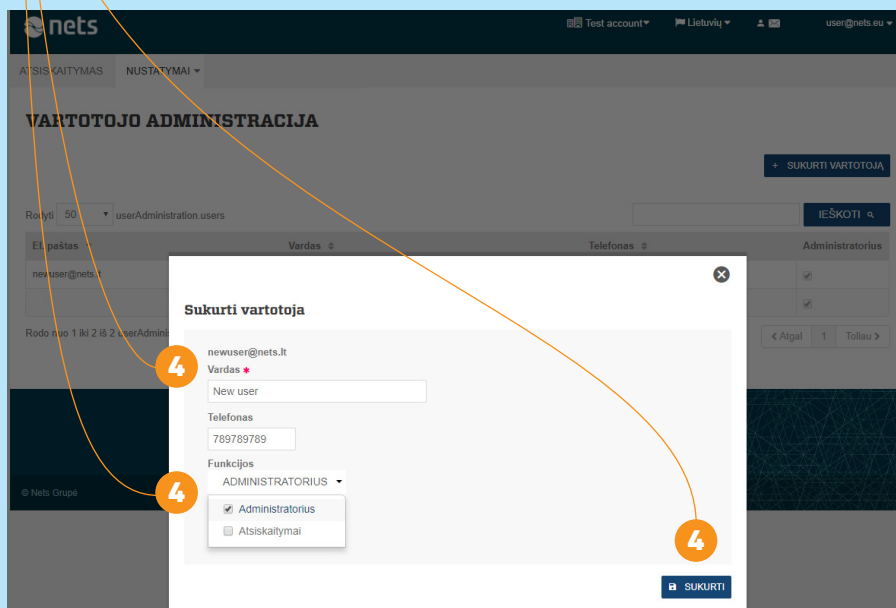 nets
Test account
Lietuvių
user@nets.eu
ATSISKAITYMAS
NUSTATYMAI
VARTOTOJO ADMINISTRACIJA
+ SUKURTI VARTOTOJĄ
Rodyti 50 userAdministration.users
IEŠKOTI
El. paštas
Vardas
Telefonas
Administratorius
newuser@nets.lt
Rodo nuo 1 iki 2 iš 2 userAdminis
< Atgal 1 Toliau >
Sukurti vartotoja
newuser@nets.lt
4
Vardas *
New user
Telefonas
789789789
Funkcijos
4
ADMINISTRATORIUS
Administratorius
Atsiskaitymai
4
SUKURTI
© Nets Grupė